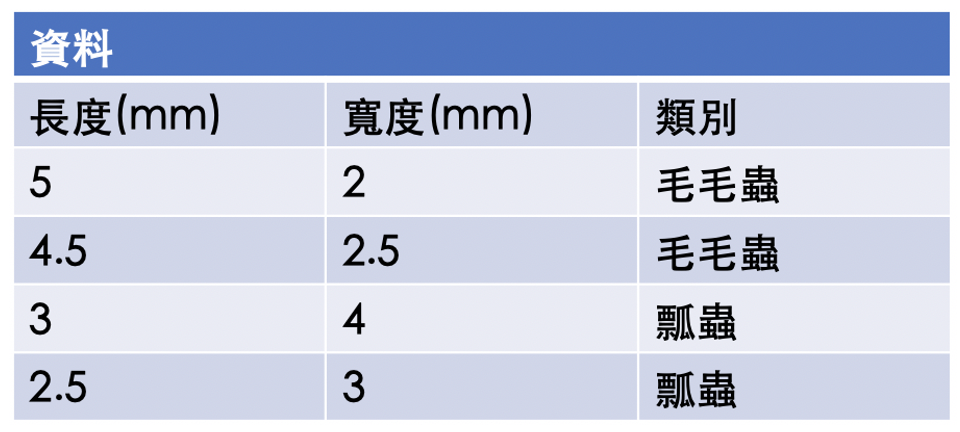 資料
長度(mm) 寬度(mm) 類別
5 2 毛毛蟲
4.5 2.5 毛毛蟲
3 4 瓢蟲
2.5 3 瓢蟲